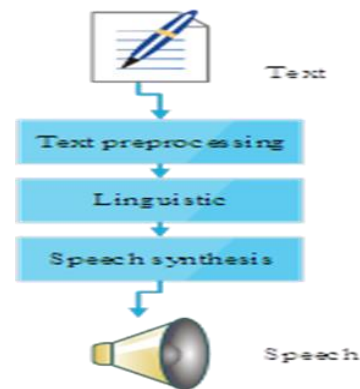 Text
Text preprocessing
Linguistic
Speech synthesis
Speech